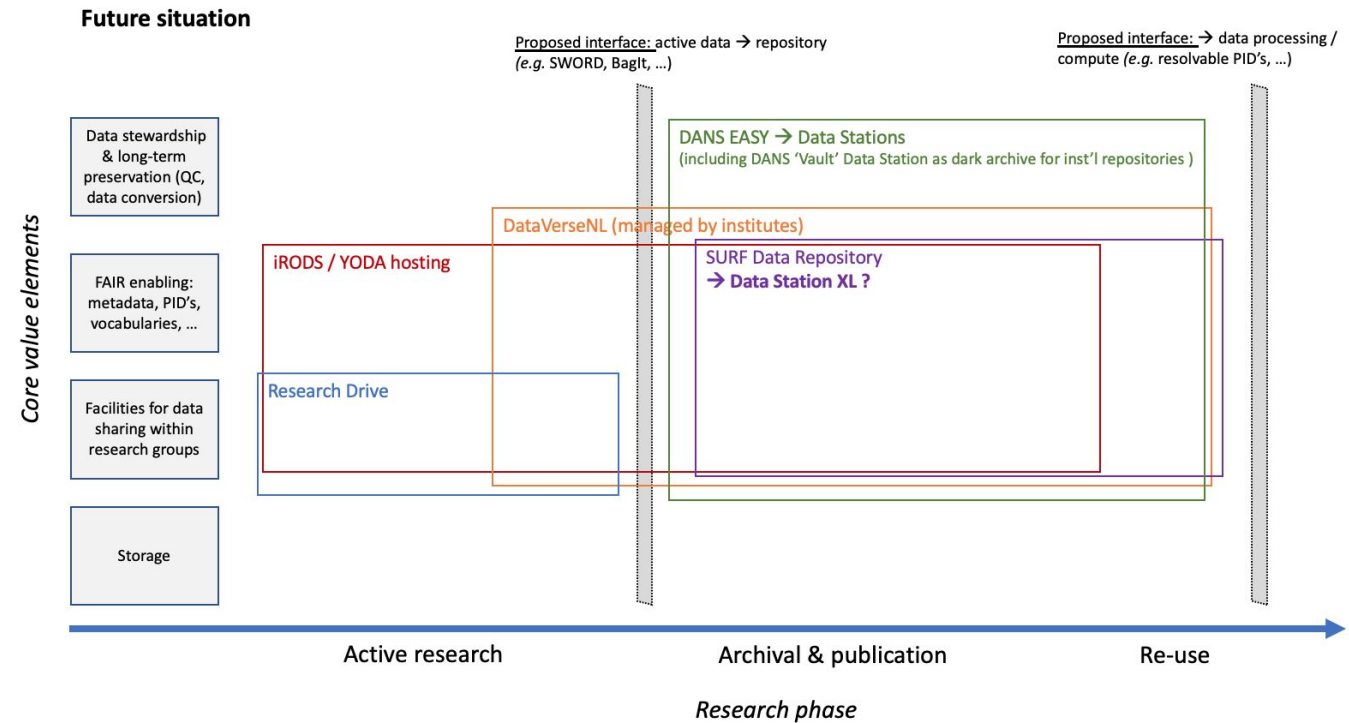 Future situation
Proposed interface: active data → repository
(e.g. SWORD, BagIt, …)
Proposed interface: → data processing /
compute (e.g. resolvable PID's, …)
Core value elements
Data stewardship
& long-term
preservation (QC,
data conversion)
DANS EASY → Data Stations
(including DANS 'Vault' Data Station as dark archive for inst'l repositories )
DataVerseNL (managed by institutes)
iRODS / YODA hosting
SURF Data Repository
→ Data Station XL ?
FAIR enabling:
metadata, PID's,
vocabularies, …
Research Drive
Facilities for data
sharing within
research groups
Storage
Active research
Archival & publication
Re-use
Research phase